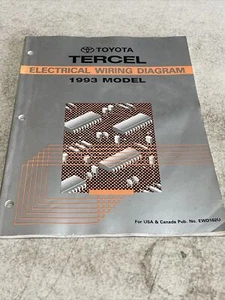 TOYOTA
TERCEL
ELECTRICAL WIRING DIAGRAM
1993 MODEL
For USA & Canada Pub. No. EWD162U